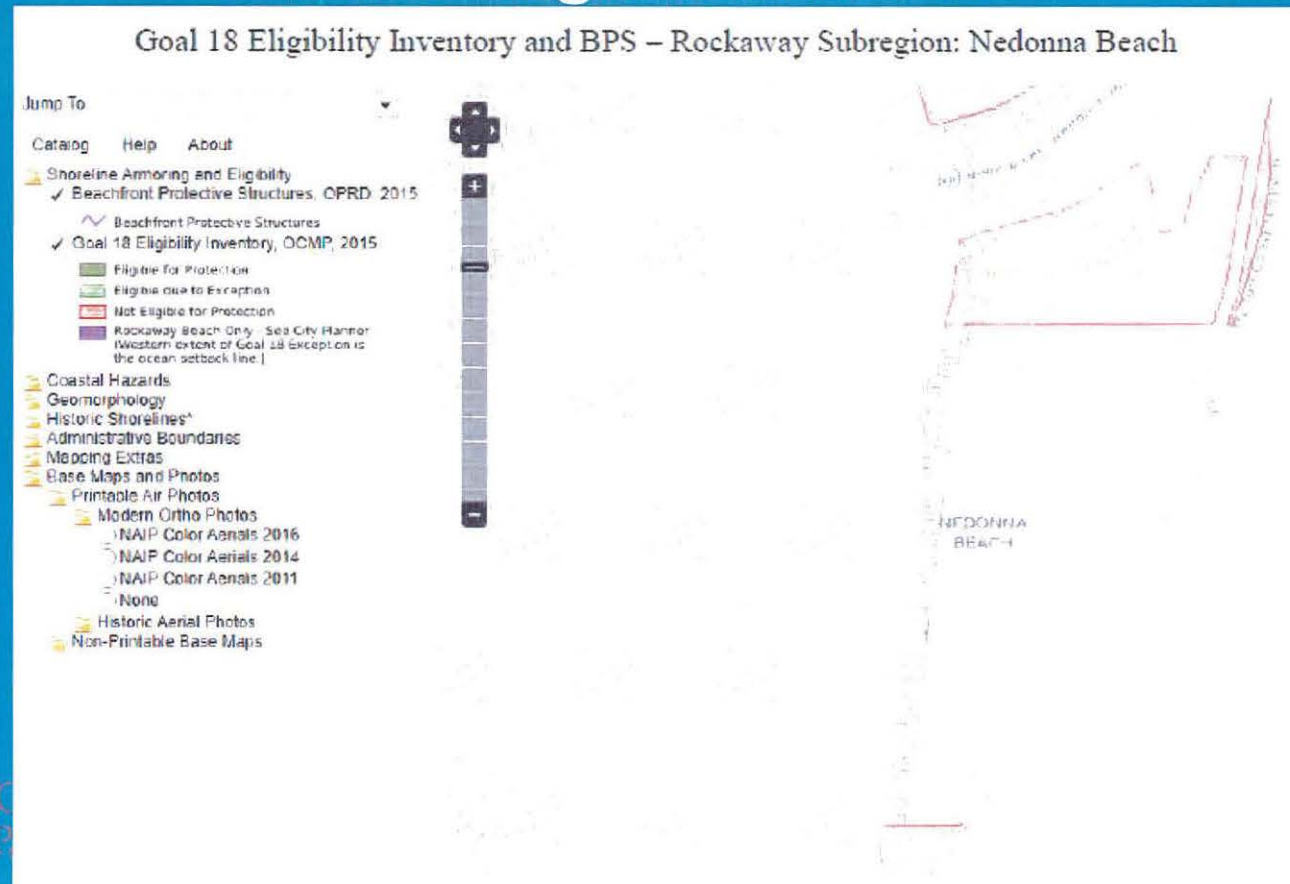 Goal 18 Eligibility Inventory and BPS – Rockaway Subregion: Nedonna Beach
Jump To
Catalog Help About
Shoreline Armoring and Eligibility
✓ Beachfront Protective Structures, OPRD 2015
Beachfront Protective Structures
✓ Goal 18 Eligibility Inventory, OCMP, 2015
Eligible for Protection
Eligible due to Exception
Not Eligible for Protection
Rockaway Beach Only - Sea City Hannor
(Western extent of Goal 18 Exception is
the ocean setback line.)
Coastal Hazards
Geomorphology
Historic Shorelines*
Administrative Boundaries
Mapping Extras
Base Maps and Photos
Printable Air Photos
Modern Ortho Photos
NAIP Color Aerials 2016
NAIP Color Aerials 2014
NAIP Color Aerials 2011
None
Historic Aerial Photos
Non-Printable Base Maps
NEDONNA
BEACH